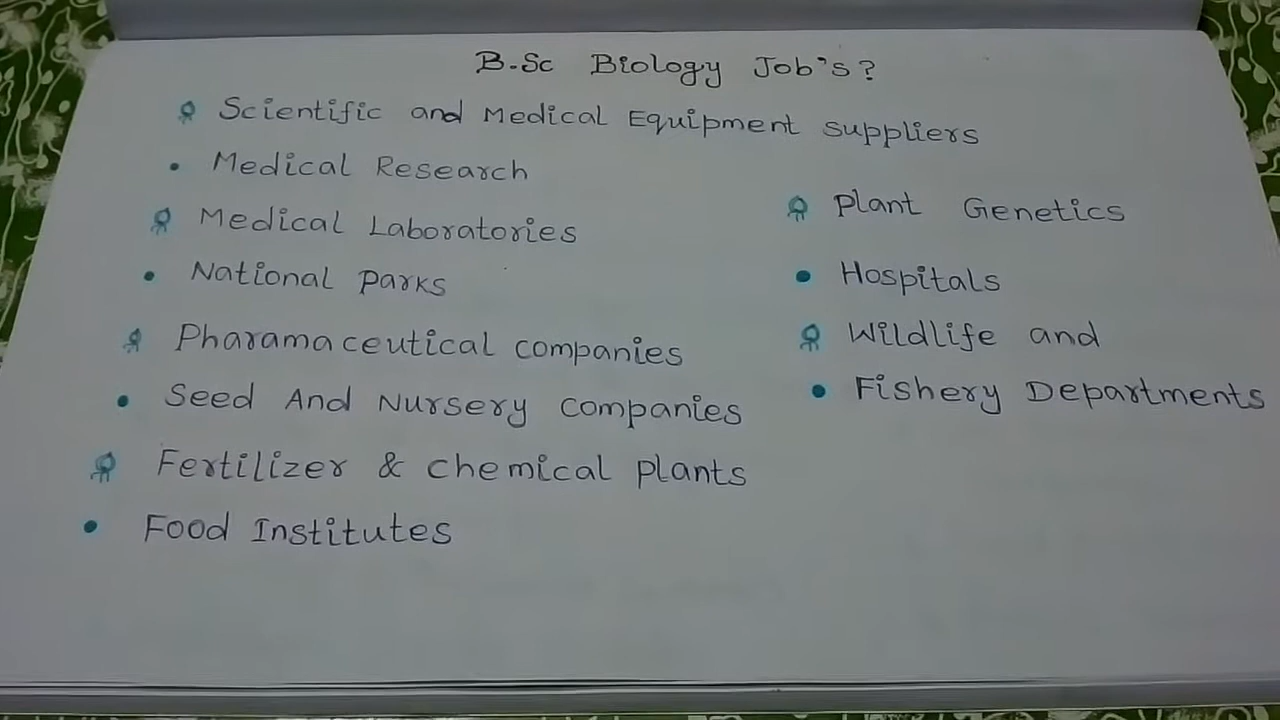 B.Sc Biology Job's?
Scientific and Medical Equipment suppliers
Medical Research
Medical Laboratories
National Parks
Pharamaceutical companies
Seed And Nursery companies
Fertilizer & chemical plants
Food Institutes
Plant Genetics
Hospitals
Wildlife and
Fishery Departments